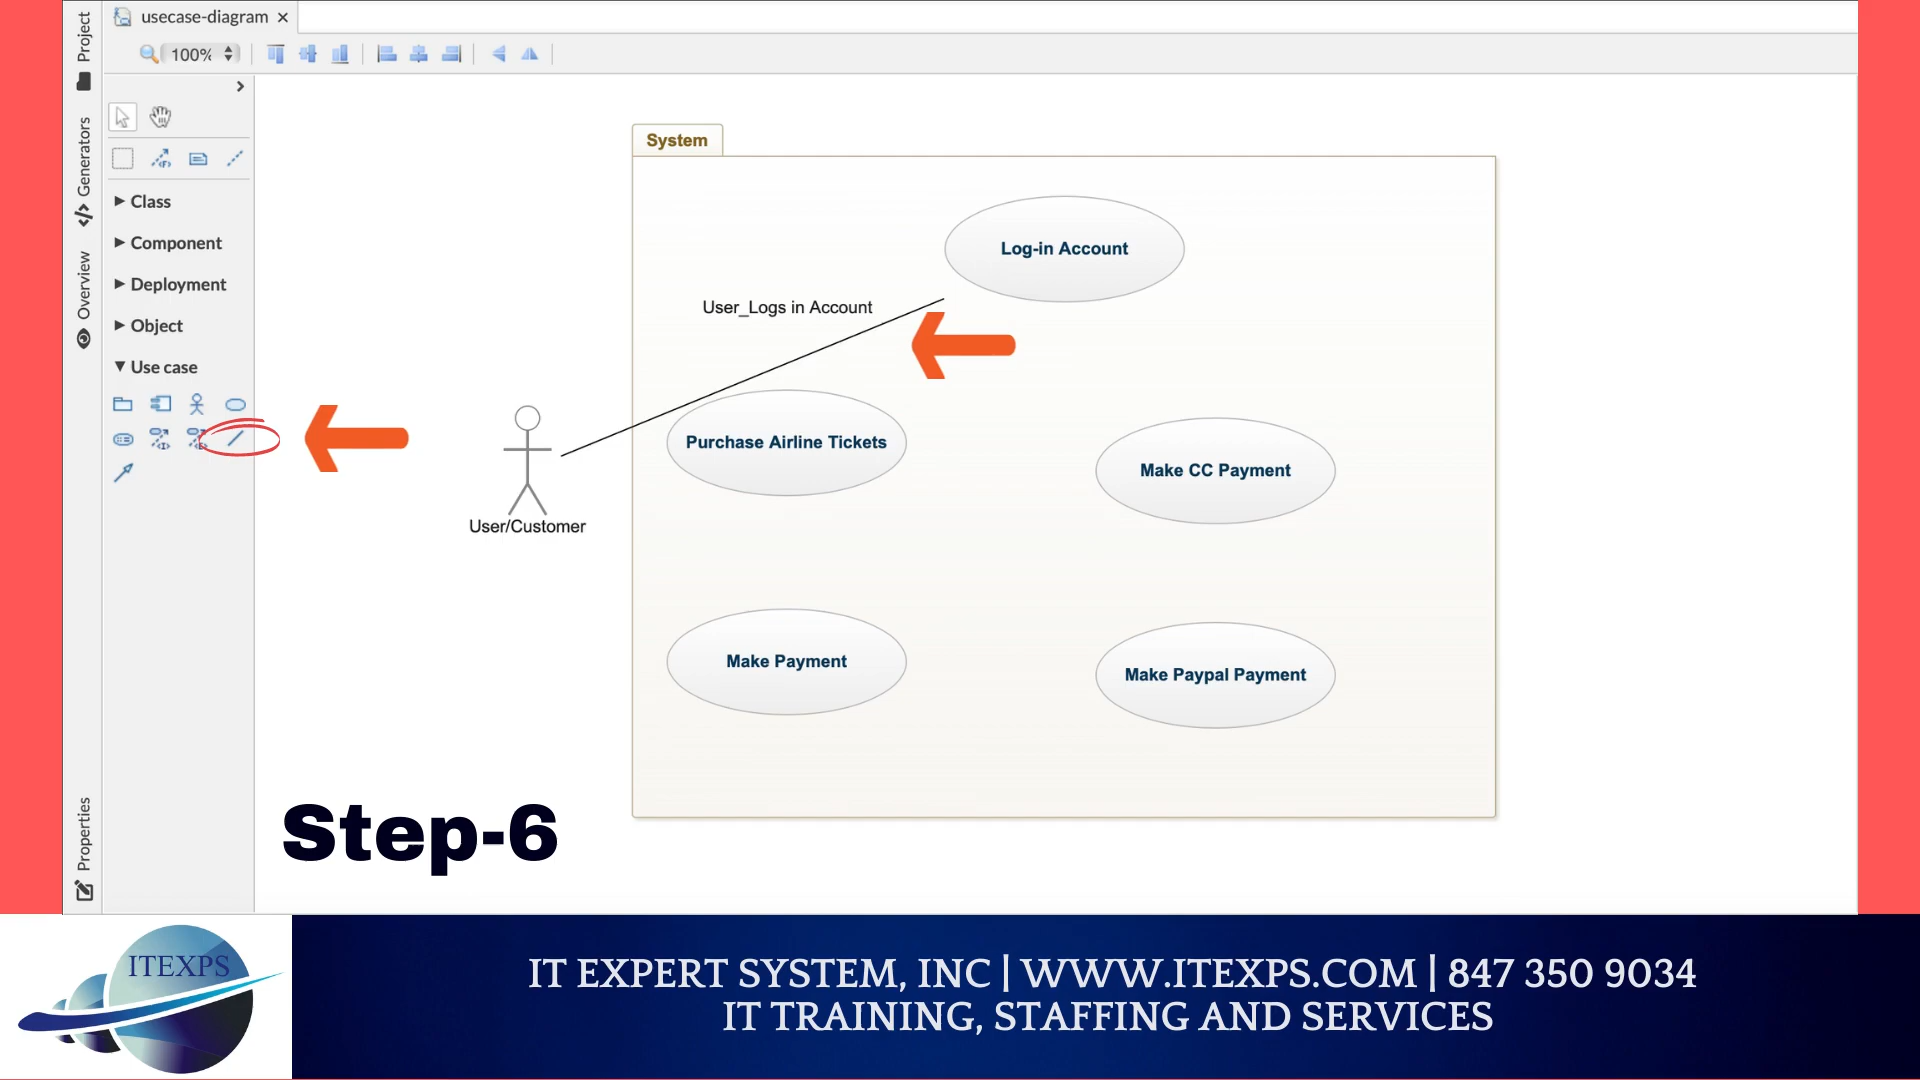 usecase-diagram
100%
Project
Generators
Overview
Properties
Class
Component
Deployment
Object
Use case
System
Log-in Account
User_Logs in Account
Purchase Airline Tickets
Make CC Payment
User/Customer
Make Payment
Make Paypal Payment
Step-6
ITEXPS
IT EXPERT SYSTEM, INC | WWW.ITEXPS.COM | 847 350 9034
IT TRAINING, STAFFING AND SERVICES